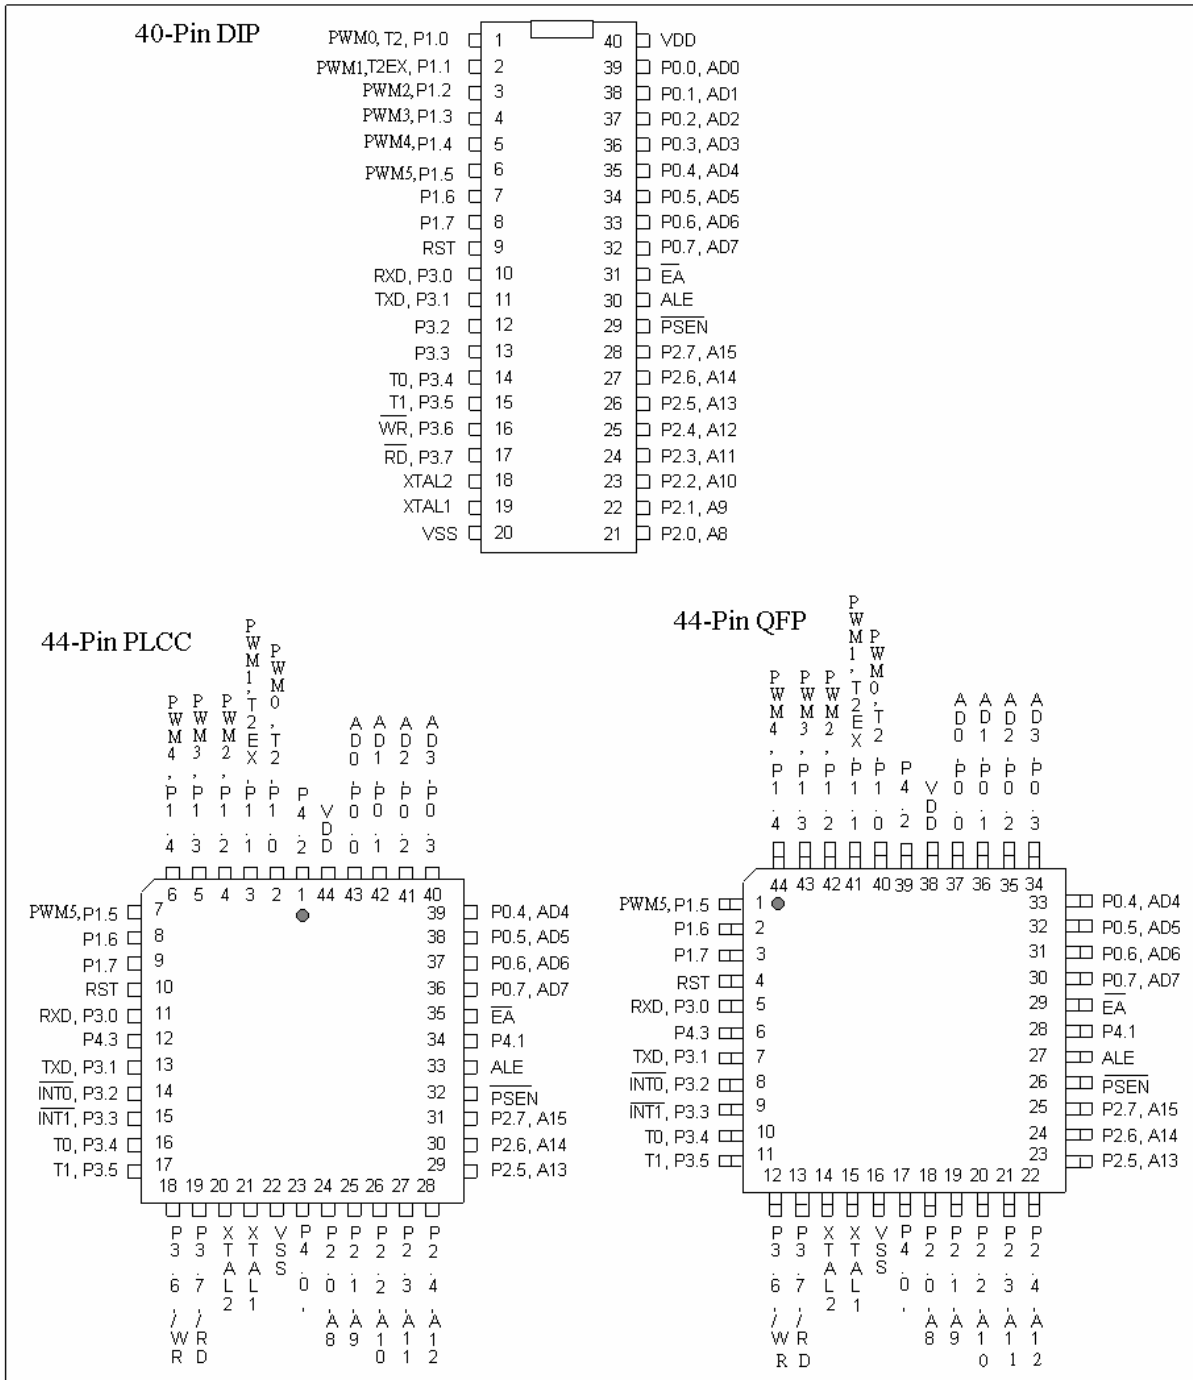 40-Pin DIP
PWM0, T2, P1.0 1 40 VDD
PWM1,T2EX, P1.1 2 39 P0.0, AD0
PWM2,P1.2 3 38 P0.1, AD1
PWM3,P1.3 4 37 P0.2, AD2
PWM4,P1.4 5 36 P0.3, AD3
PWM5,P1.5 6 35 P0.4, AD4
P1.6 7 34 P0.5, AD5
P1.7 8 33 P0.6, AD6
RST 9 32 P0.7, AD7
RXD, P3.0 10 31 EA
TXD, P3.1 11 30 ALE
P3.2 12 29 PSEN
P3.3 13 28 P2.7, A15
T0, P3.4 14 27 P2.6, A14
T1, P3.5 15 26 P2.5, A13
WR, P3.6 16 25 P2.4, A12
RD, P3.7 17 24 P2.3, A11
XTAL2 18 23 P2.2, A10
XTAL1 19 22 P2.1, A9
VSS 20 21 P2.0, A8
44-Pin PLCC
PWM4,P1.4
PWM3,P1.3
PWM2,P1.2
PWM1,T2EX,P1.1
PWM0,T2,P1.0
P4.2
VDD
AD0,P0.0
AD1,P0.1
AD2,P0.2
AD3,P0.3
6 5 4 3 2 1 44 43 42 41 40
PWM5,P1.5 7 39 P0.4, AD4
P1.6 8 38 P0.5, AD5
P1.7 9 37 P0.6, AD6
RST 10 36 P0.7, AD7
RXD, P3.0 11 35 EA
P4.3 12 34 P4.1
TXD, P3.1 13 33 ALE
INT0, P3.2 14 32 PSEN
INT1, P3.3 15 31 P2.7, A15
T0, P3.4 16 30 P2.6, A14
T1, P3.5 17 29 P2.5, A13
18 19 20 21 22 23 24 25 26 27 28
P3.6,/WR
P3.7,/RD
XTAL2
XTAL1
VSS
P4.0,
P2.0,A8
P2.1,A9
P2.2,A10
P2.3,A11
P2.4,A12
44-Pin QFP
PWM4,P1.4
PWM3,P1.3
PWM2,P1.2
PWM1,T2EX,P1.1
PWM0,T2,P1.0
P4.2
VDD
AD0,P0.0
AD1,P0.1
AD2,P0.2
AD3,P0.3
44 43 42 41 40 39 38 37 36 35 34
PWM5,P1.5 1 33 P0.4, AD4
P1.6 2 32 P0.5, AD5
P1.7 3 31 P0.6, AD6
RST 4 30 P0.7, AD7
RXD, P3.0 5 29 EA
P4.3 6 28 P4.1
TXD, P3.1 7 27 ALE
INT0, P3.2 8 26 PSEN
INT1, P3.3 9 25 P2.7, A15
T0, P3.4 10 24 P2.6, A14
T1, P3.5 11 23 P2.5, A13
12 13 14 15 16 17 18 19 20 21 22
P3.6,/WR
P3.7,/RD
XTAL2
XTAL1
VSS
P4.0,
P2.0,A8
P2.1,A9
P2.2,A10
P2.3,A11
P2.4,A12